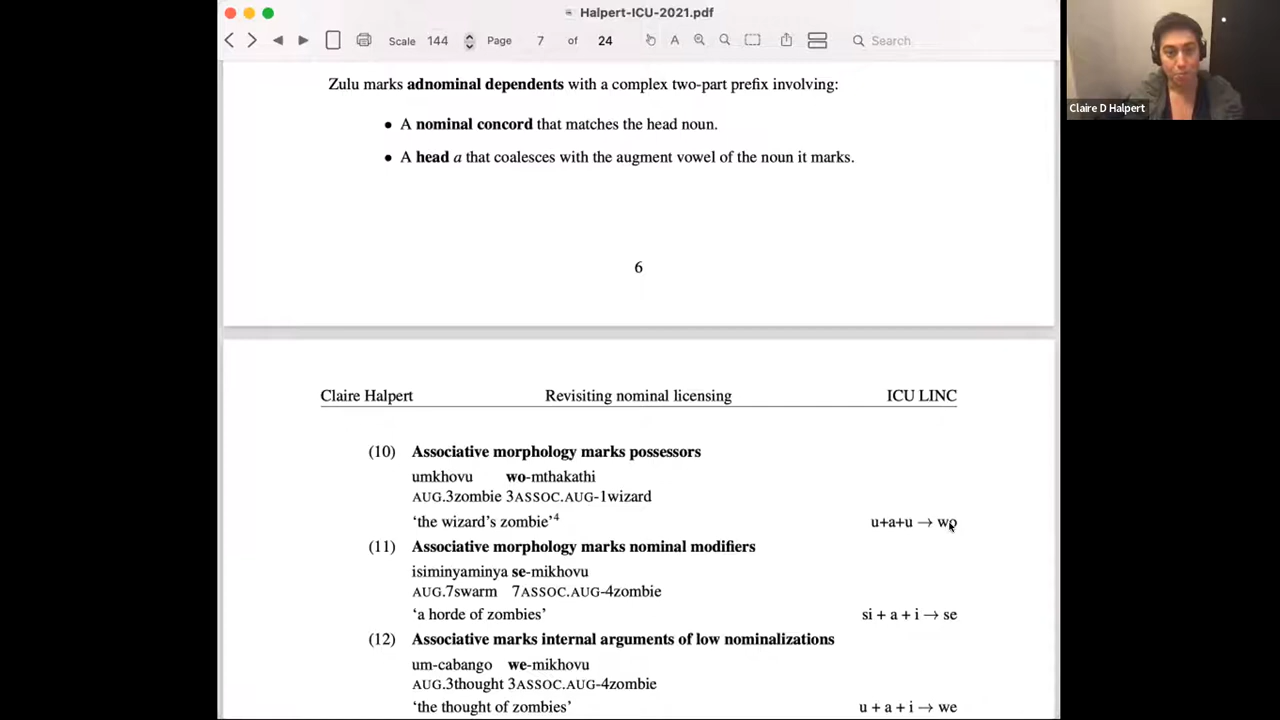 Halpert-ICU-2021.pdf
Scale 144 Page 7 of 24 A Search
Claire D Halpert
Zulu marks adnominal dependents with a complex two-part prefix involving:
• A nominal concord that matches the head noun.
• A head a that coalesces with the augment vowel of the noun it marks.
6
Claire Halpert Revisiting nominal licensing ICU LINC
(10) Associative morphology marks possessors
umkhovu wo-mthakathi
AUG.3zombie 3ASSOC.AUG-1wizard
‘the wizard’s zombie’⁴ u+a+u → wo
(11) Associative morphology marks nominal modifiers
isiminyaminya se-mikhovu
AUG.7swarm 7ASSOC.AUG-4zombie
‘a horde of zombies’ si + a + i → se
(12) Associative marks internal arguments of low nominalizations
um-cabango we-mikhovu
AUG.3thought 3ASSOC.AUG-4zombie
‘the thought of zombies’ u + a + i → we